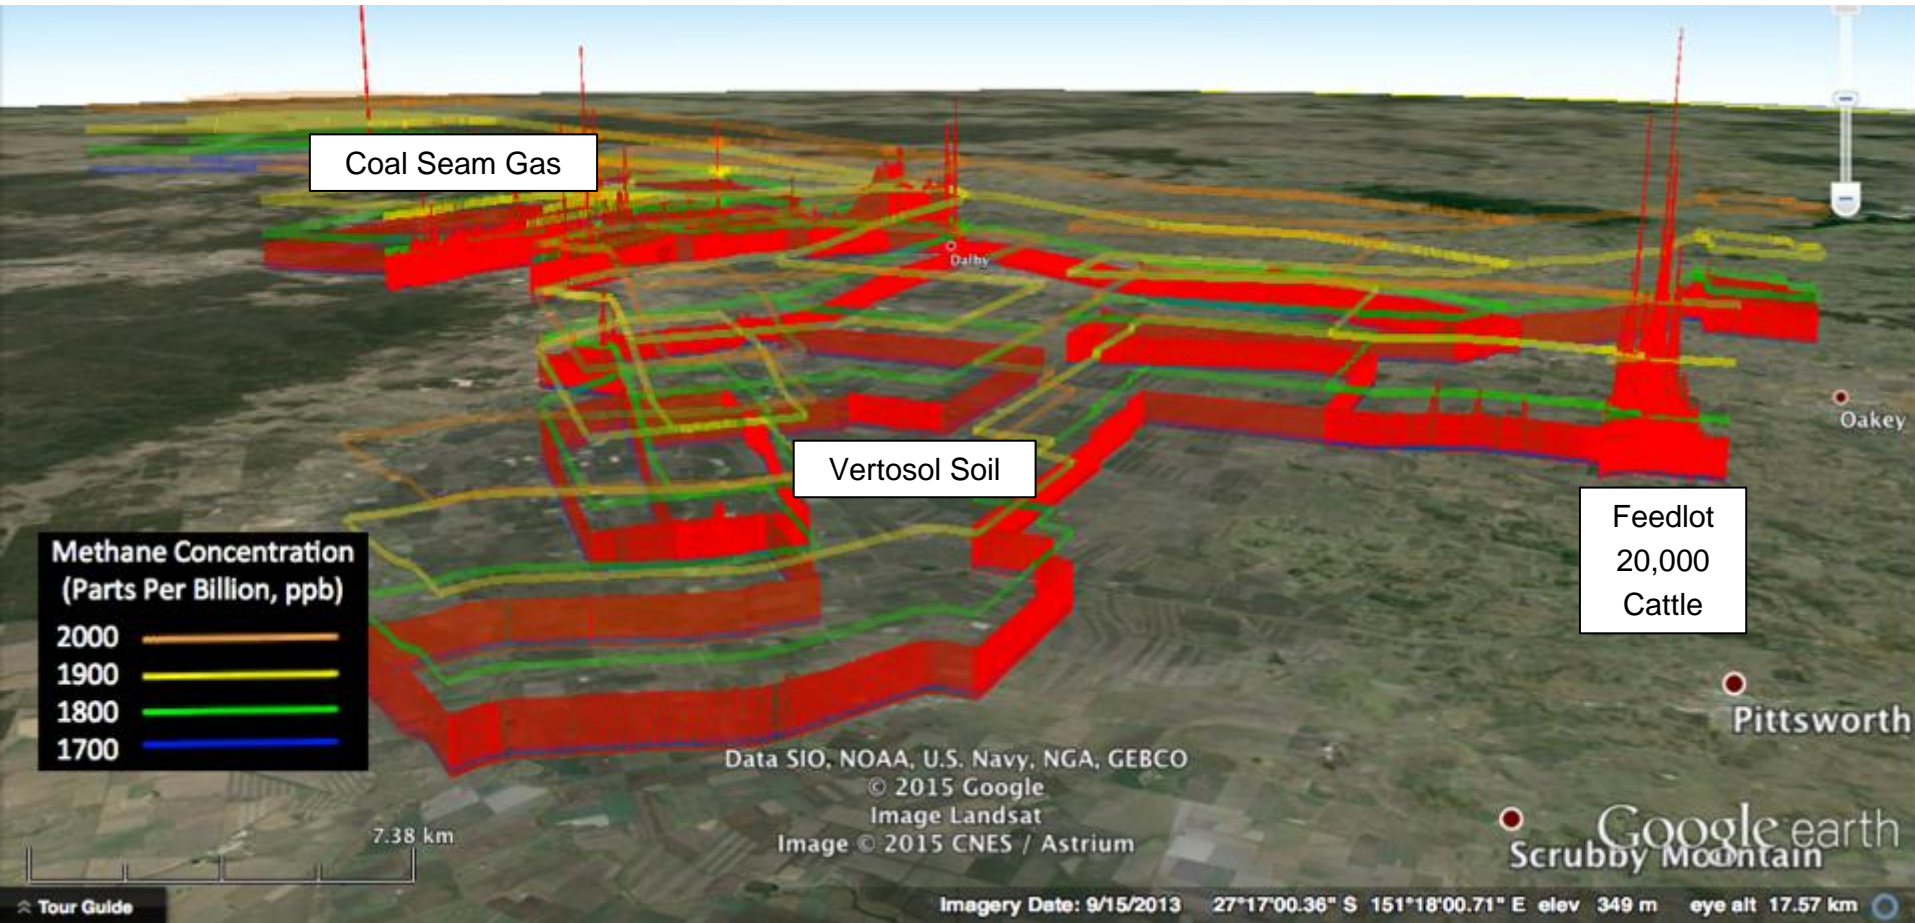 Coal Seam Gas
Dalby
Oakey
Vertosol Soil
Feedlot
20,000
Cattle
Methane Concentration
(Parts Per Billion, ppb)
2000
1900
1800
1700
Pittsworth
Data SIO, NOAA, U.S. Navy, NGA, GEBCO
© 2015 Google
Image Landsat
Image © 2015 CNES / Astrium
7.38 km
Google earth
Scrubby Mountain
Tour Guide
Imagery Date: 9/15/2013 27°17'00.36" S 151°18'00.71" E elev 349 m eye alt 17.57 km